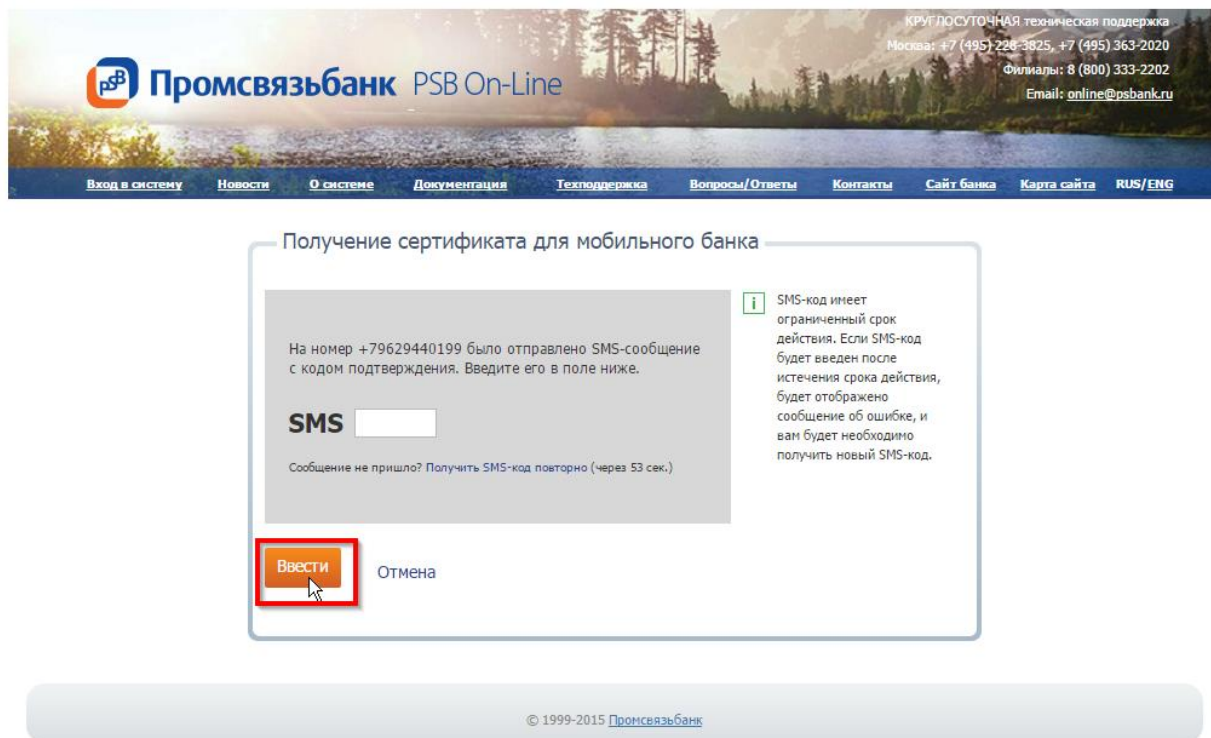 КРУГЛОСУТОЧНАЯ техническая поддержка
Москва: +7 (495) 228-3825, +7 (495) 363-2020
Филиалы: 8 (800) 333-2202
Email: online@psbank.ru
PSB Промсвязьбанк PSB On-Line
Вход в систему Новости О системе Документация Техподдержка Вопросы/Ответы Контакты Сайт банка Карта сайта RUS/ENG
Получение сертификата для мобильного банка
На номер +79629440199 было отправлено SMS-сообщение
с кодом подтверждения. Введите его в поле ниже.
SMS
Сообщение не пришло? Получить SMS-код повторно (через 53 сек.)
i
SMS-код имеет
ограниченный срок
действия. Если SMS-код
будет введен после
истечения срока действия,
будет отображено
сообщение об ошибке, и
вам будет необходимо
получить новый SMS-код.
Ввести Отмена
© 1999-2015 Промсвязьбанк